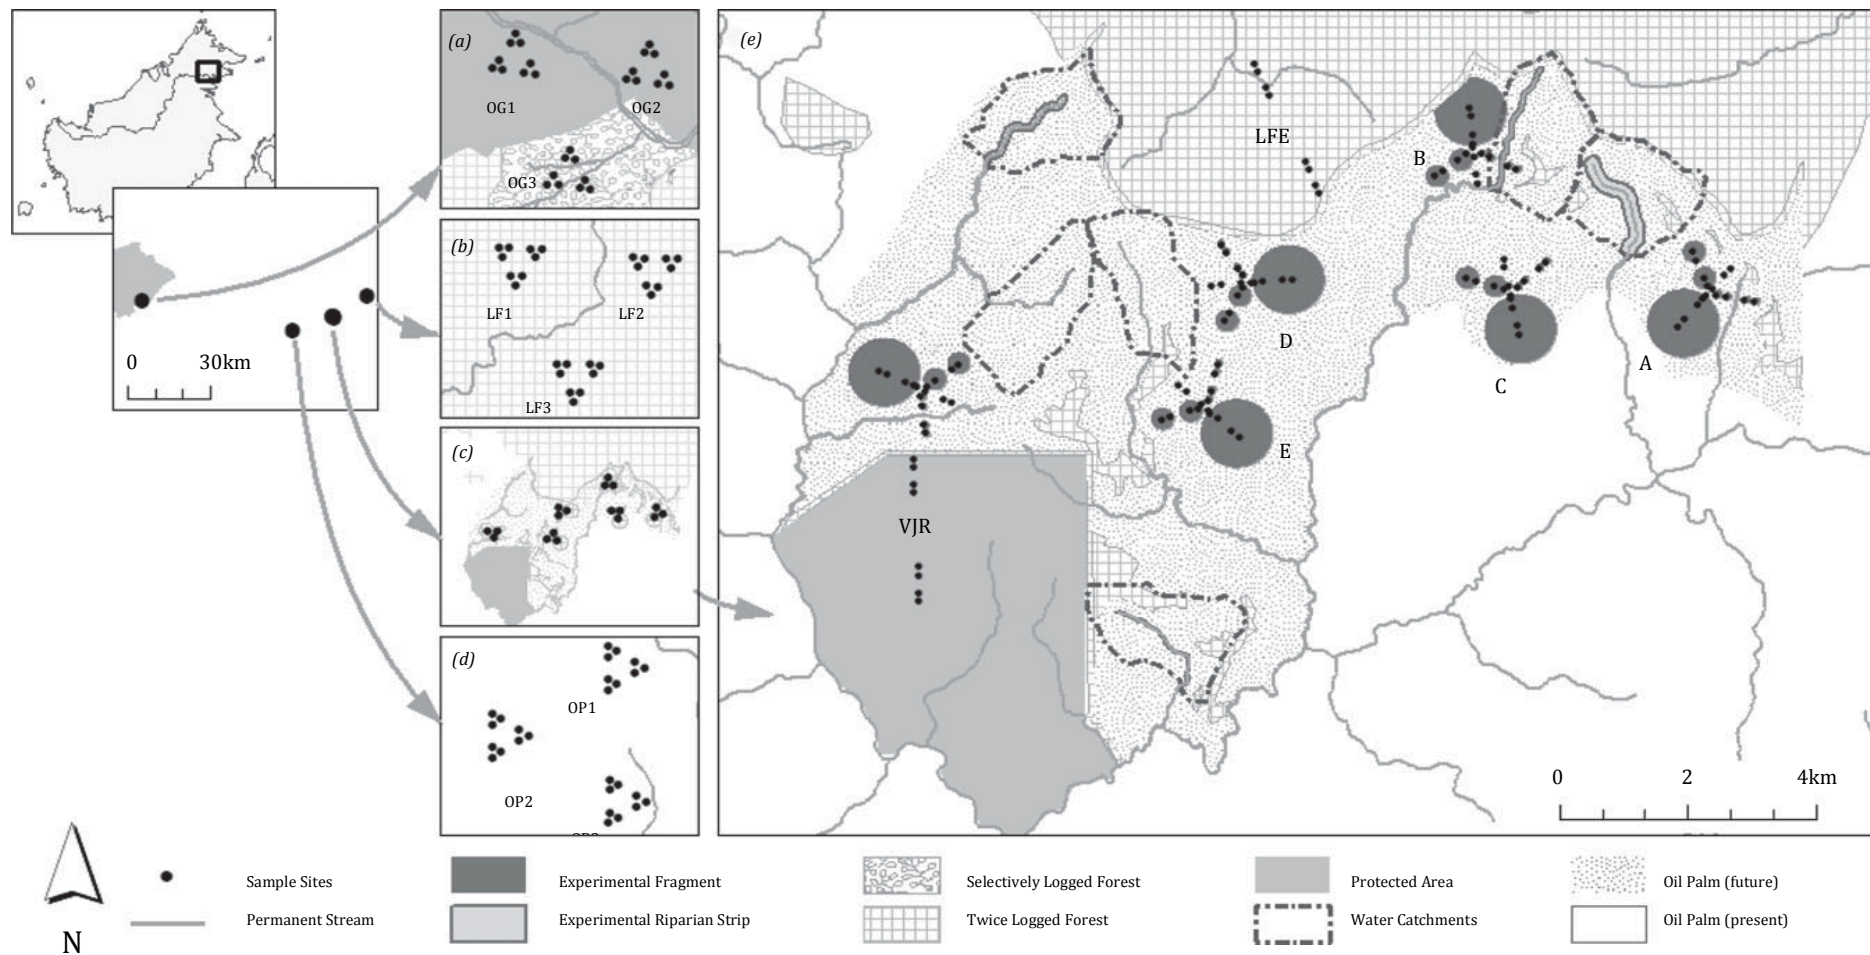 (a)
OG1
OG2
OG3
(b)
LF1
LF2
LF3
(c)
(d)
OP1
OP2
0 30km
(e)
LFE
B
D
A
C
E
VJR
0 2 4km
N
Sample Sites
Permanent Stream
Experimental Fragment
Experimental Riparian Strip
Selectively Logged Forest
Twice Logged Forest
Protected Area
Water Catchments
Oil Palm (future)
Oil Palm (present)